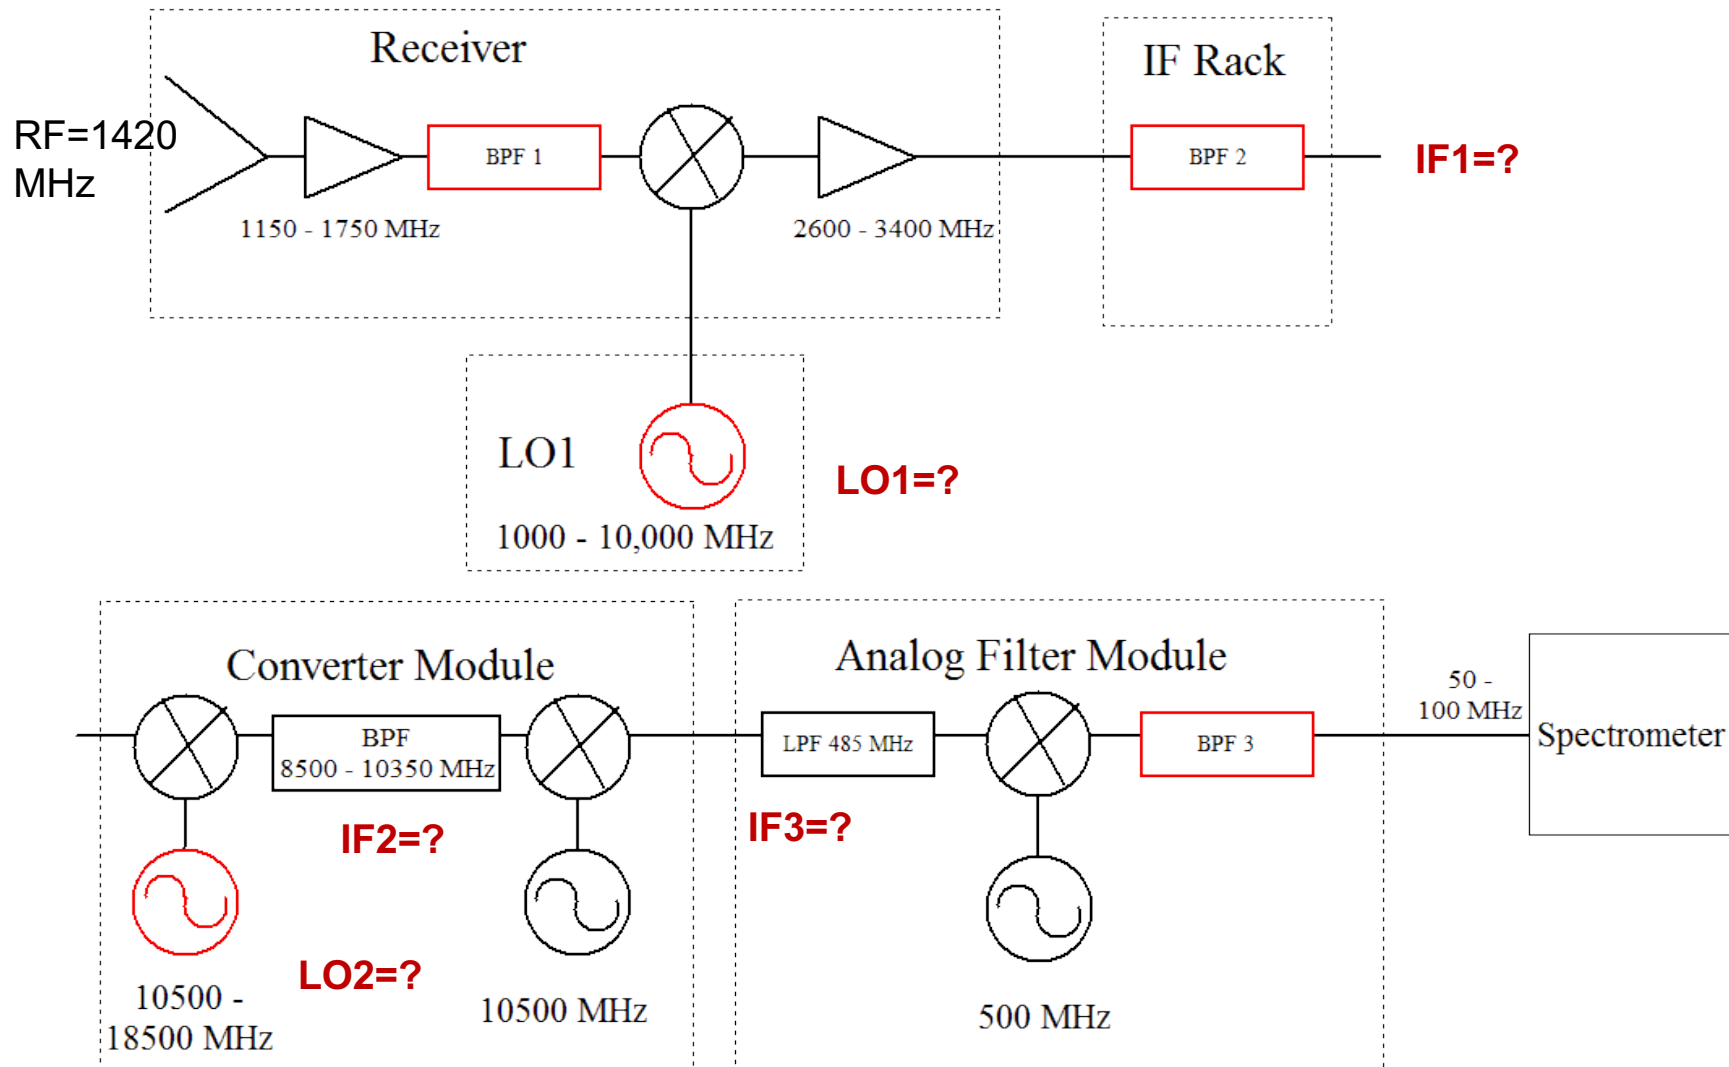 Receiver
IF Rack
RF=1420
MHz
BPF 1
BPF 2
IF1=?
1150 - 1750 MHz
2600 - 3400 MHz
LO1
LO1=?
1000 - 10,000 MHz
Converter Module
Analog Filter Module
50 -
100 MHz
BPF
8500 - 10350 MHz
LPF 485 MHz
BPF 3
Spectrometer
IF2=?
IF3=?
LO2=?
10500 -
18500 MHz
10500 MHz
500 MHz